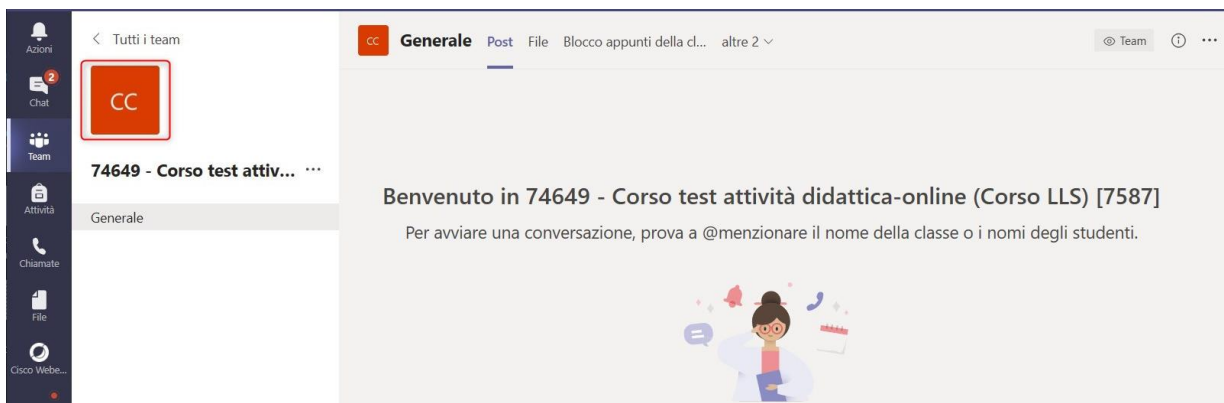 Azioni
2
Chat
Team
Attività
Chiamate
File
Cisco Webe...
< Tutti i team
CC
74649 - Corso test attiv... ...
Generale
CC Generale Post File Blocco appunti della cl... altre 2
Team ...
Benvenuto in 74649 - Corso test attività didattica-online (Corso LLS) [7587]
Per avviare una conversazione, prova a @menzionare il nome della classe o i nomi degli studenti.